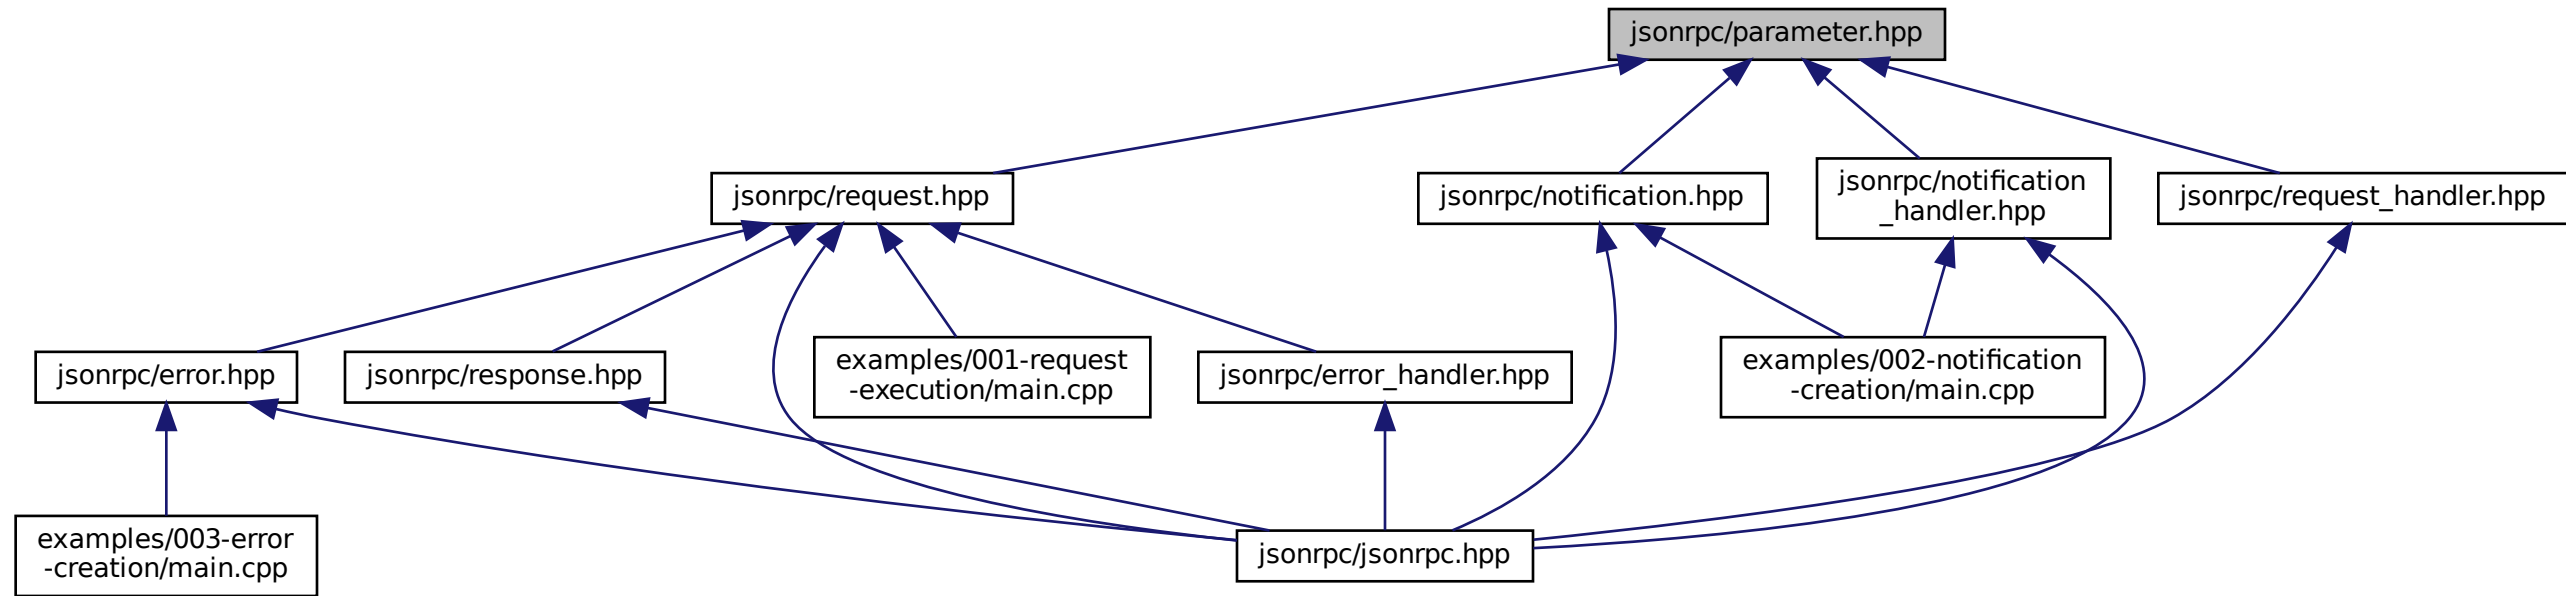 jsonrpc/parameter.hpp
jsonrpc/request.hpp
jsonrpc/notification.hpp
jsonrpc/notification
_handler.hpp
jsonrpc/request_handler.hpp
jsonrpc/error.hpp
jsonrpc/response.hpp
examples/001-request
-execution/main.cpp
jsonrpc/error_handler.hpp
examples/002-notification
-creation/main.cpp
examples/003-error
-creation/main.cpp
jsonrpc/jsonrpc.hpp